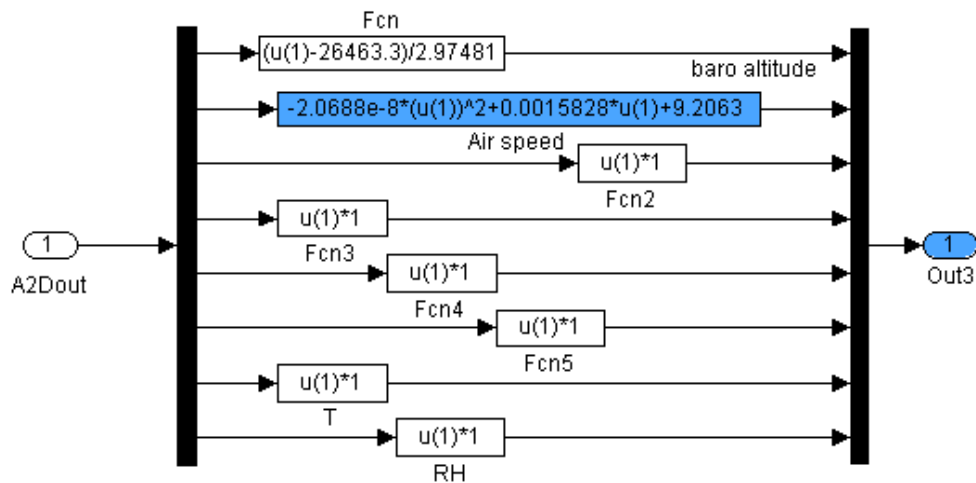 Fcn
(u(1)-26463.3)/2.97481
baro altitude
-2.0688e-8*(u(1))^2+0.0015828*u(1)+9.2063
Air speed
u(1)*1
Fcn2
u(1)*1
Fcn3
1
A2Dout
u(1)*1
Fcn4
1
Out3
u(1)*1
Fcn5
u(1)*1
T
u(1)*1
RH